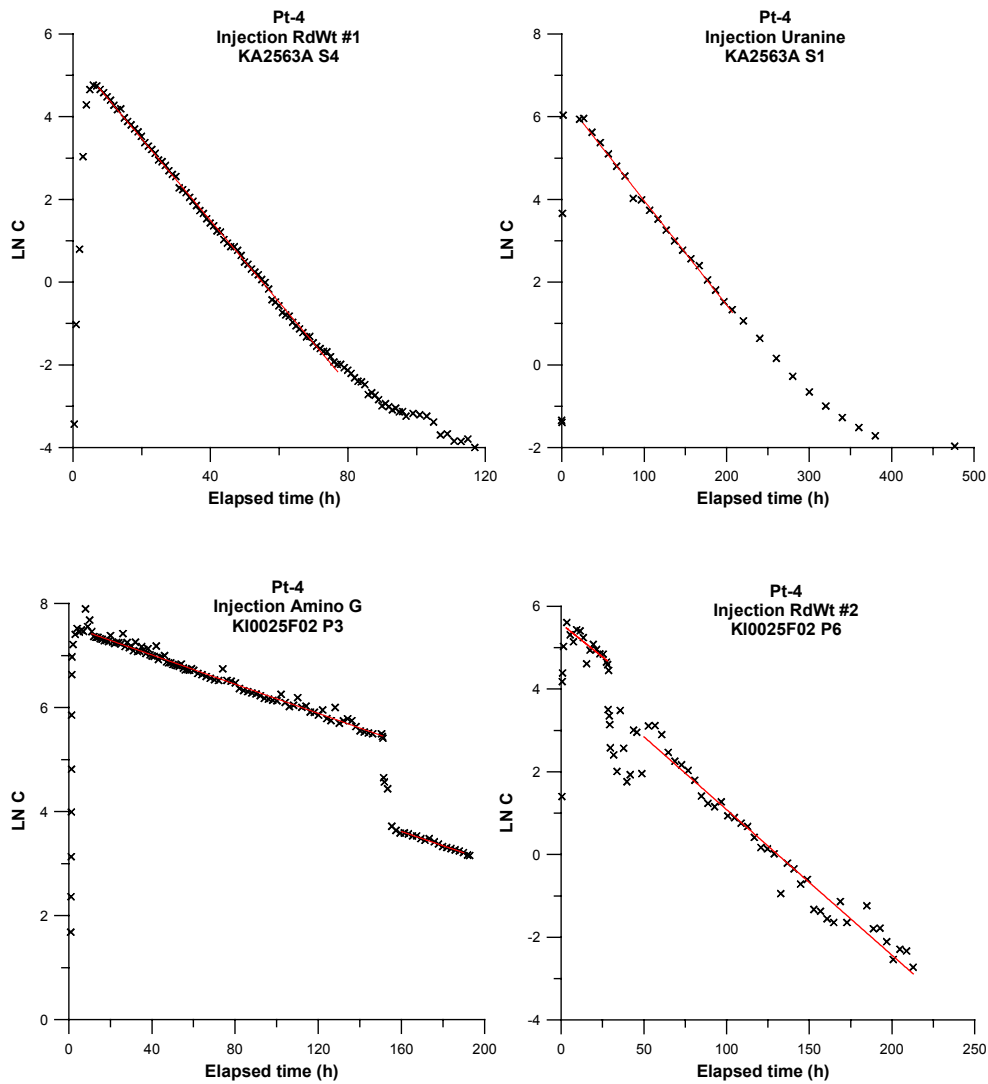 Pt-4
Injection RdWt #1
KA2563A S4
6
4
2
0
-2
-4
LN C
0
40
80
120
Elapsed time (h)
Pt-4
Injection Uranine
KA2563A S1
8
6
4
2
0
-2
LN C
0
100
200
300
400
500
Elapsed time (h)
Pt-4
Injection Amino G
KI0025F02 P3
8
6
4
2
0
LN C
0
40
80
120
160
200
Elapsed time (h)
Pt-4
Injection RdWt #2
KI0025F02 P6
6
4
2
0
-2
-4
LN C
0
50
100
150
200
250
Elapsed time (h)